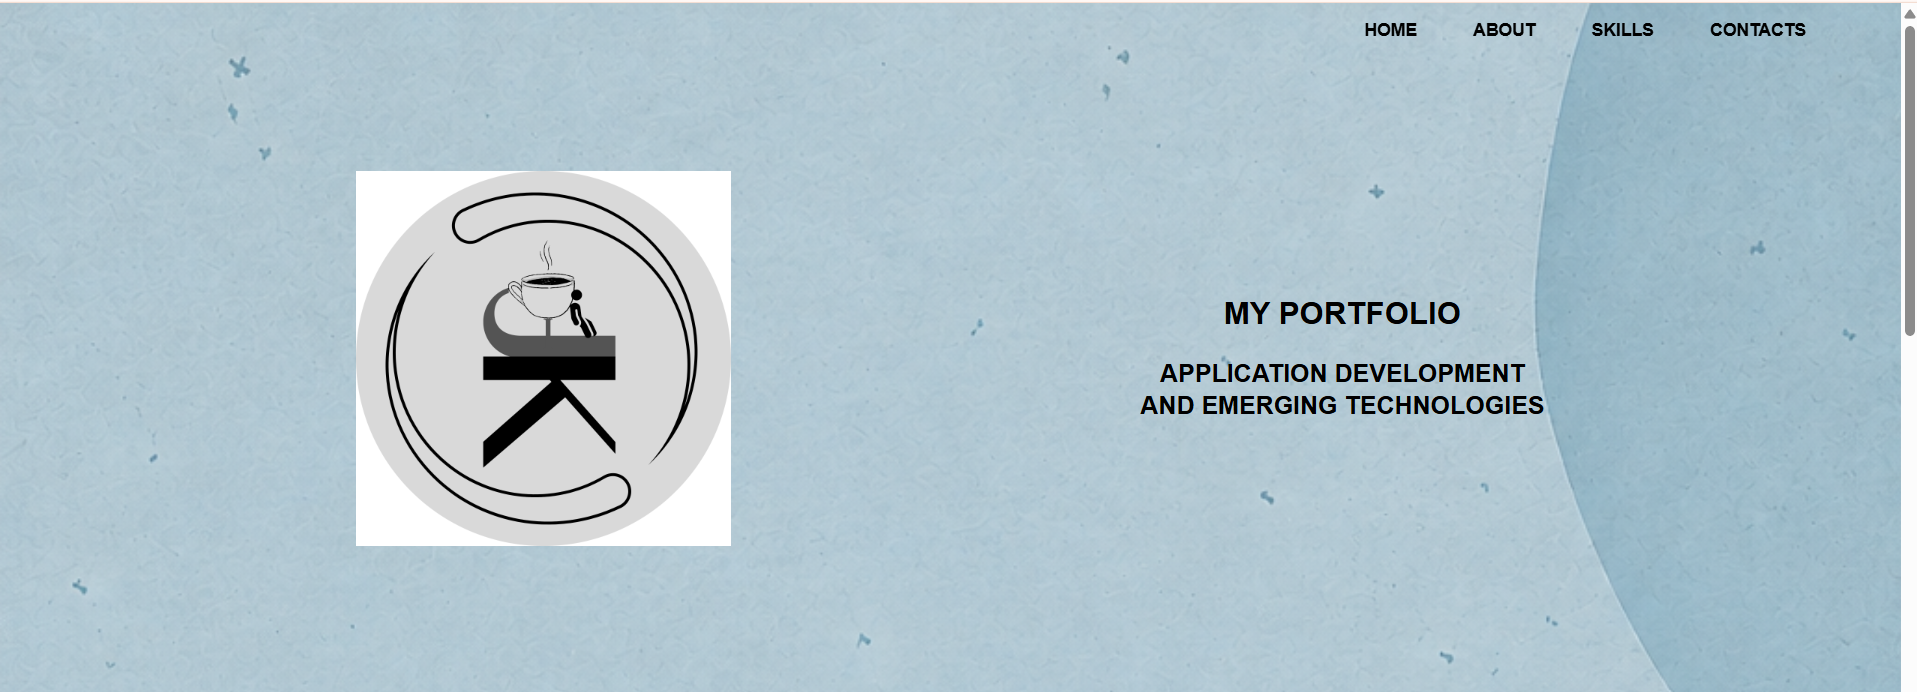 HOME ABOUT SKILLS CONTACTS
MY PORTFOLIO
APPLICATION DEVELOPMENT
AND EMERGING TECHNOLOGIES